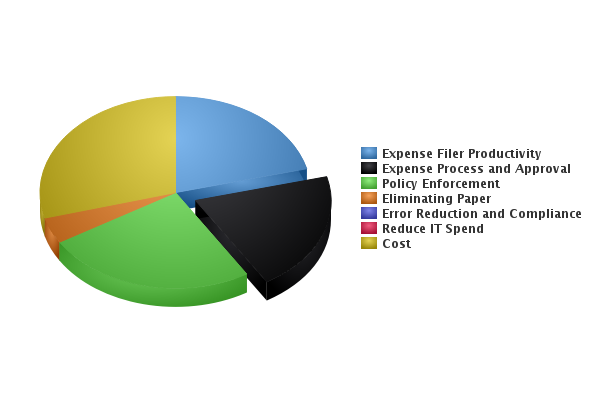 Expense Filer Productivity
Expense Process and Approval
Policy Enforcement
Eliminating Paper
Error Reduction and Compliance
Reduce IT Spend
Cost